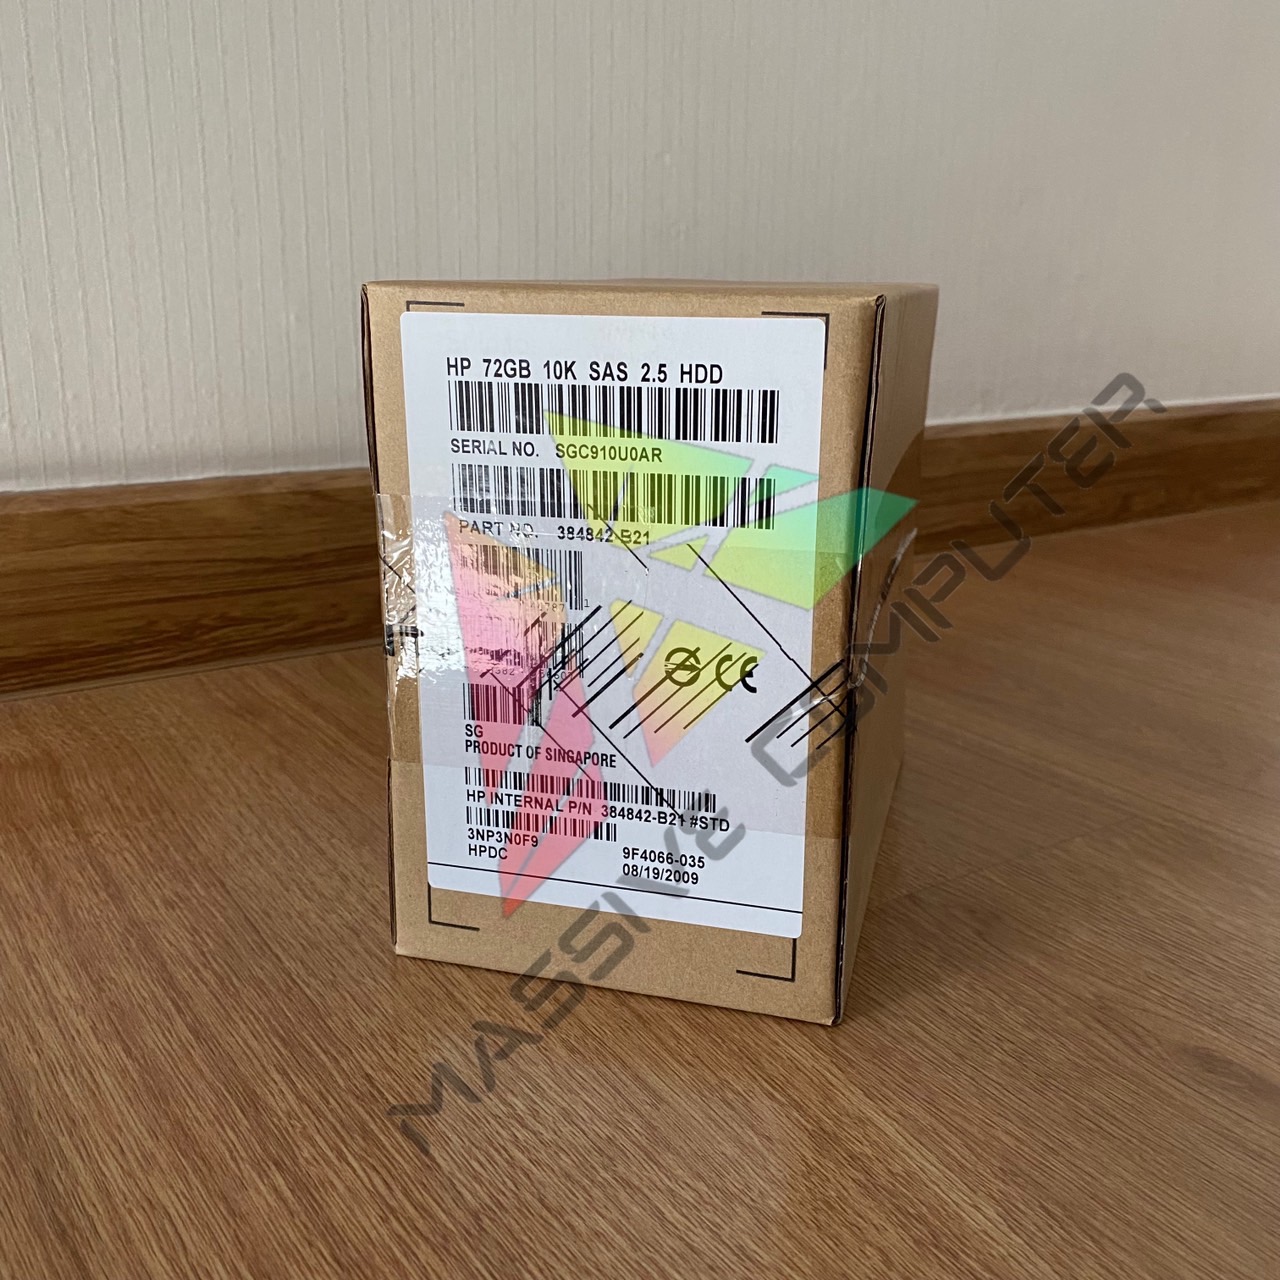 HP 72GB 10K SAS 2.5 HDD
SERIAL NO. SGC910U0AR
PART NO. 384842-B21
SG
PRODUCT OF SINGAPORE
HP INTERNAL P/N 384842-B21 #STD
3NP3N0F9
HPDC
9F4066-035
08/19/2009
CE
MASSIVE COMPUTER